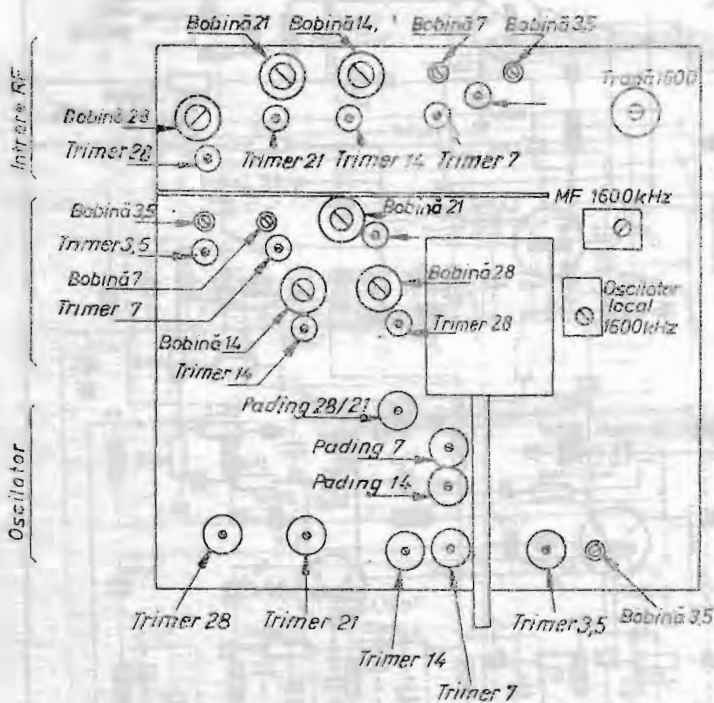 Bobină 21
Bobină 14,
Bobină 7
Bobină 3,5
Trapă 1600
Intrare RF
Bobină 28
Trimer 28
Trimer 21
Trimer 14
Trimer 7
MF 1600kHz
Bobină 3,5
Bobină 21
Trimer 3,5
Bobină 7
Bobină 28
Trimer 7
Oscilator
local
1600kHz
Trimer 28
Bobină 14
Trimer 14
Pading 28/21
Oscilator
Pading 7
Pading 14
Trimer 28
Trimer 21
Trimer 3,5
Bobină 3,5
Trimer 14
Trimer 7